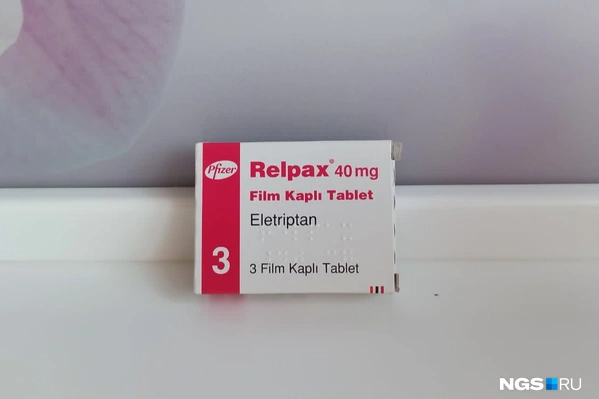 Pfizer
Relpax® 40 mg
Film Kaplı Tablet
Eletriptan
3
3 Film Kaplı Tablet
NGS RU